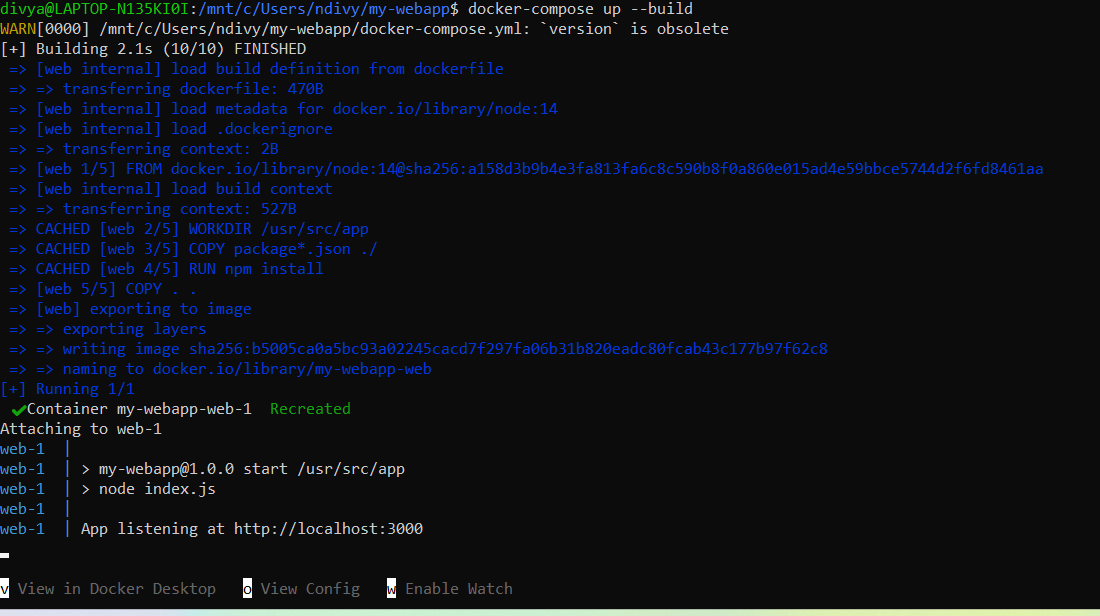 divya@LAPTOP-N135KI0I:/mnt/c/Users/ndivy/my-webapp$ docker-compose up --build
WARN[0000] /mnt/c/Users/ndivy/my-webapp/docker-compose.yml: `version` is obsolete
[+] Building 2.1s (10/10) FINISHED
=> [web internal] load build definition from dockerfile
=> => transferring dockerfile: 470B
=> [web internal] load metadata for docker.io/library/node:14
=> [web internal] load .dockerignore
=> => transferring context: 2B
=> [web 1/5] FROM docker.io/library/node:14@sha256:a158d3b9b4e3fa813fa6c8c590b8f0a860e015ad4e59bbce5744d2f6fd8461aa
=> [web internal] load build context
=> => transferring context: 527B
=> CACHED [web 2/5] WORKDIR /usr/src/app
=> CACHED [web 3/5] COPY package*.json ./
=> CACHED [web 4/5] RUN npm install
=> [web 5/5] COPY . .
=> [web] exporting to image
=> => exporting layers
=> => writing image sha256:b5005ca0a5bc93a02245cacd7f297fa06b31b820eadc80fcab43c177b97f62c8
=> => naming to docker.io/library/my-webapp-web
[+] Running 1/1
✔Container my-webapp-web-1  Recreated
Attaching to web-1
web-1  |
web-1  | > my-webapp@1.0.0 start /usr/src/app
web-1  | > node index.js
web-1  |
web-1  | App listening at http://localhost:3000
v View in Docker Desktop   o View Config   w Enable Watch